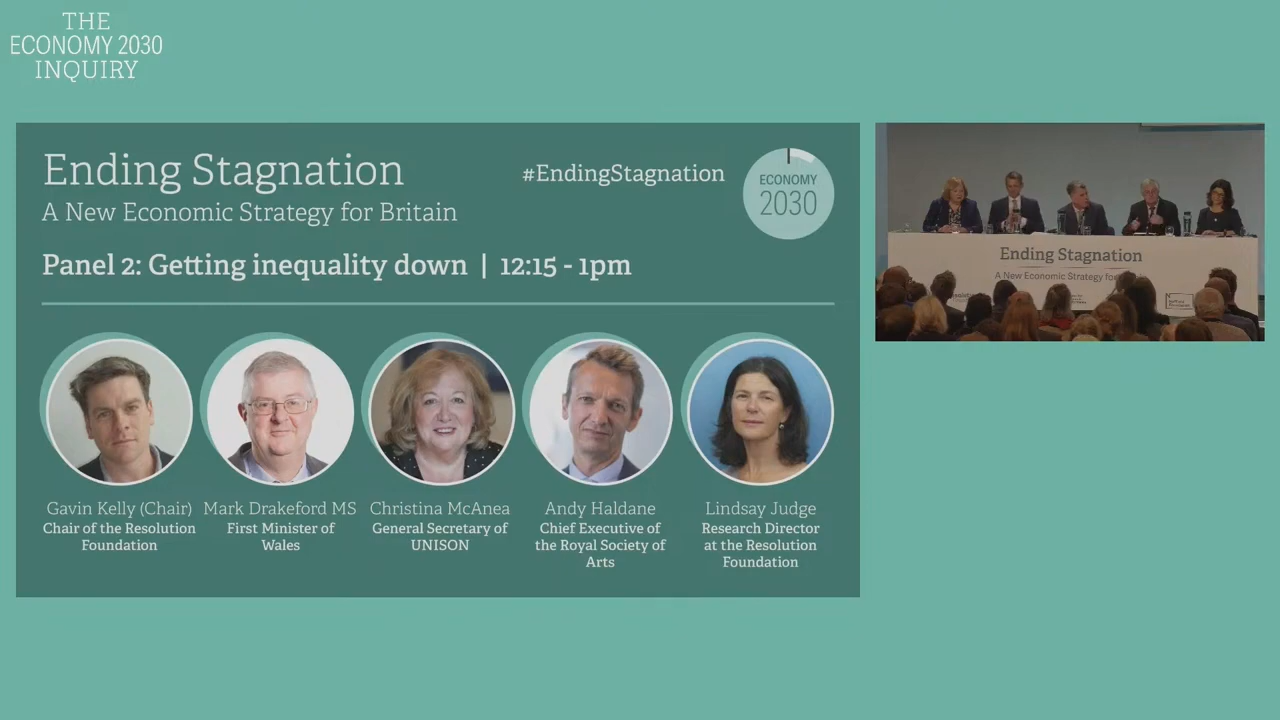 THE
ECONOMY 2030
INQUIRY
Ending Stagnation
A New Economic Strategy for Britain
#EndingStagnation
ECONOMY
2030
Panel 2: Getting inequality down | 12:15 - 1pm
Gavin Kelly (Chair)
Chair of the Resolution
Foundation
Mark Drakeford MS
First Minister of
Wales
Christina McAnea
General Secretary of
UNISON
Andy Haldane
Chief Executive of
the Royal Society of
Arts
Lindsay Judge
Research Director
at the Resolution
Foundation
Ending Stagnation
A New Economic Strategy for